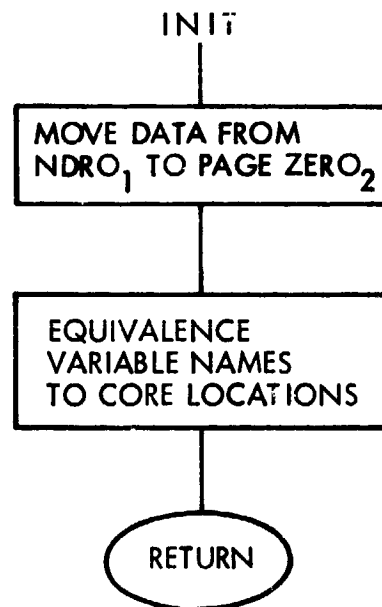 INIT
MOVE DATA FROM
NDRO₁ TO PAGE ZERO₂
EQUIVALENCE
VARIABLE NAMES
TO CORE LOCATIONS
RETURN